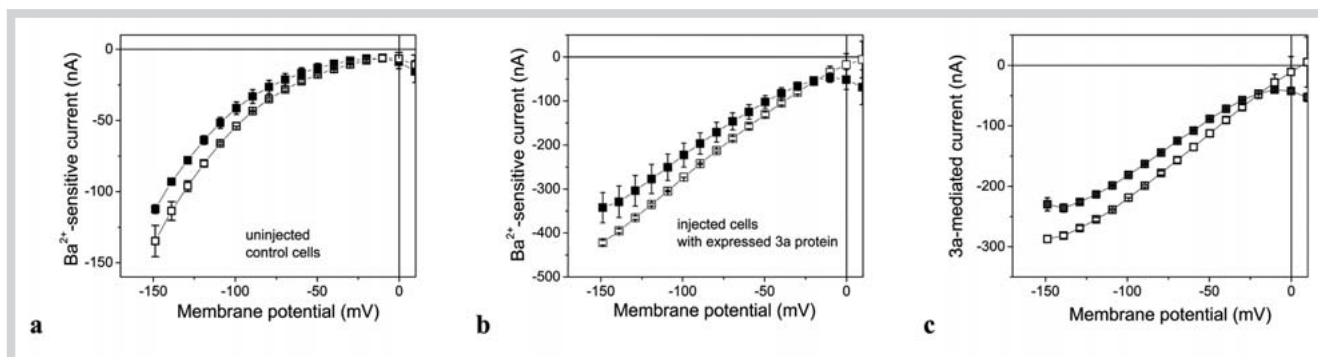 0
-50
-100
-150
-150
-100
-50
0
Ba2+-sensitive current (nA)
Membrane potential (mV)
uninjected
control cells
a
0
-100
-200
-300
-400
-500
-150
-100
-50
0
Ba2+-sensitive current (nA)
Membrane potential (mV)
injected cells
with expressed 3a protein
b
0
-100
-200
-300
-150
-100
-50
0
3a-mediated current (nA)
Membrane potential (mV)
c